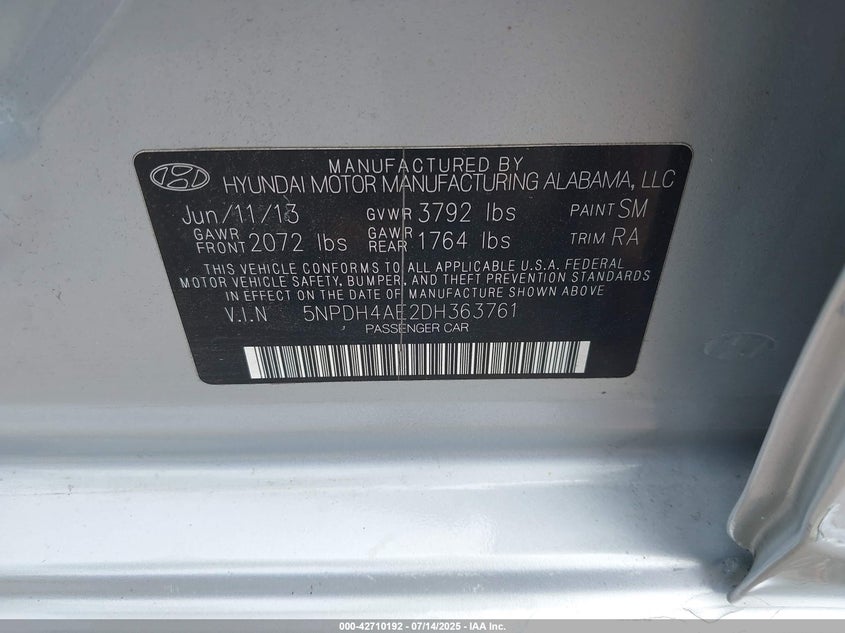 MANUFACTURED BY
HYUNDAI MOTOR MANUFACTURING ALABAMA, LLC
Jun/11/13 GVWR 3792 lbs PAINT SM
GAWR FRONT 2072 lbs GAWR REAR 1764 lbs TRIM RA
THIS VEHICLE CONFORMS TO ALL APPLICABLE U.S.A. FEDERAL
MOTOR VEHICLE SAFETY, BUMPER, AND THEFT PREVENTION STANDARDS
IN EFFECT ON THE DATE OF MANUFACTURE SHOWN ABOVE
V.I.N 5NPDH4AE2DH363761
PASSENGER CAR
000-42710192 - 07/14/2025 - IAA Inc.